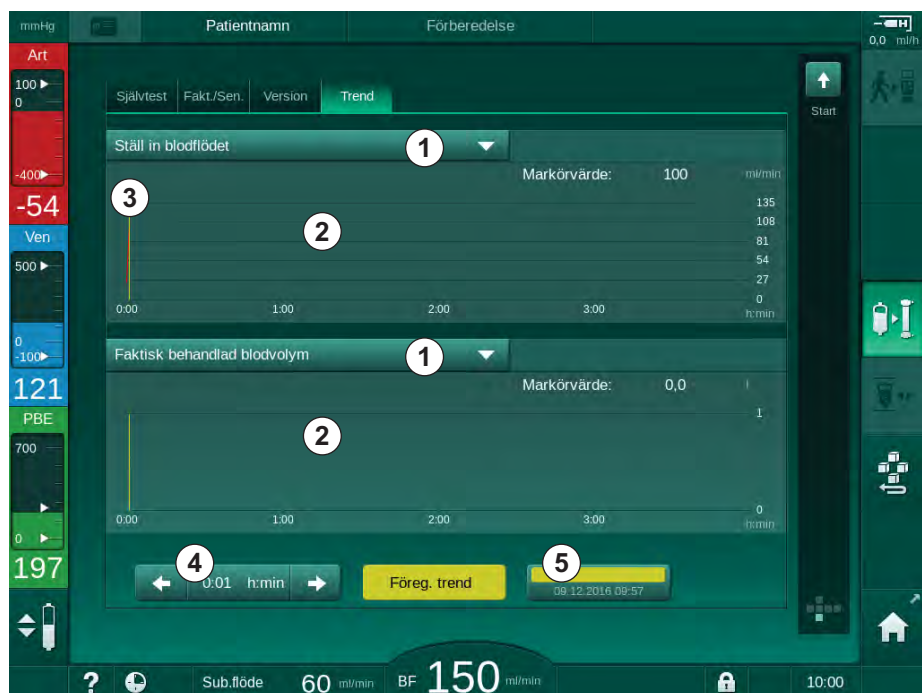 mmHg Patientnamn Förberedelse 0,0 ml/h
Art
100
0
-400
-54
Ven
500
0
-100
121
PBE
700
0
197
Självtest Fakt./Sen. Version Trend
Start
Ställ in blodflödet 1
Markörvärde: 100 ml/min
3
2
135
108
81
54
27
0
0:00 1:00 2:00 3:00 h:min
Faktisk behandlad blodvolym 1
Markörvärde: 0,0 l
2
1
0
0:00 1:00 2:00 3:00 h:min
4
0:01 h:min
Föreg. trend
5
09.12.2016 09:57
? Sub.flöde 60 ml/min BF 150 ml/min 10:00